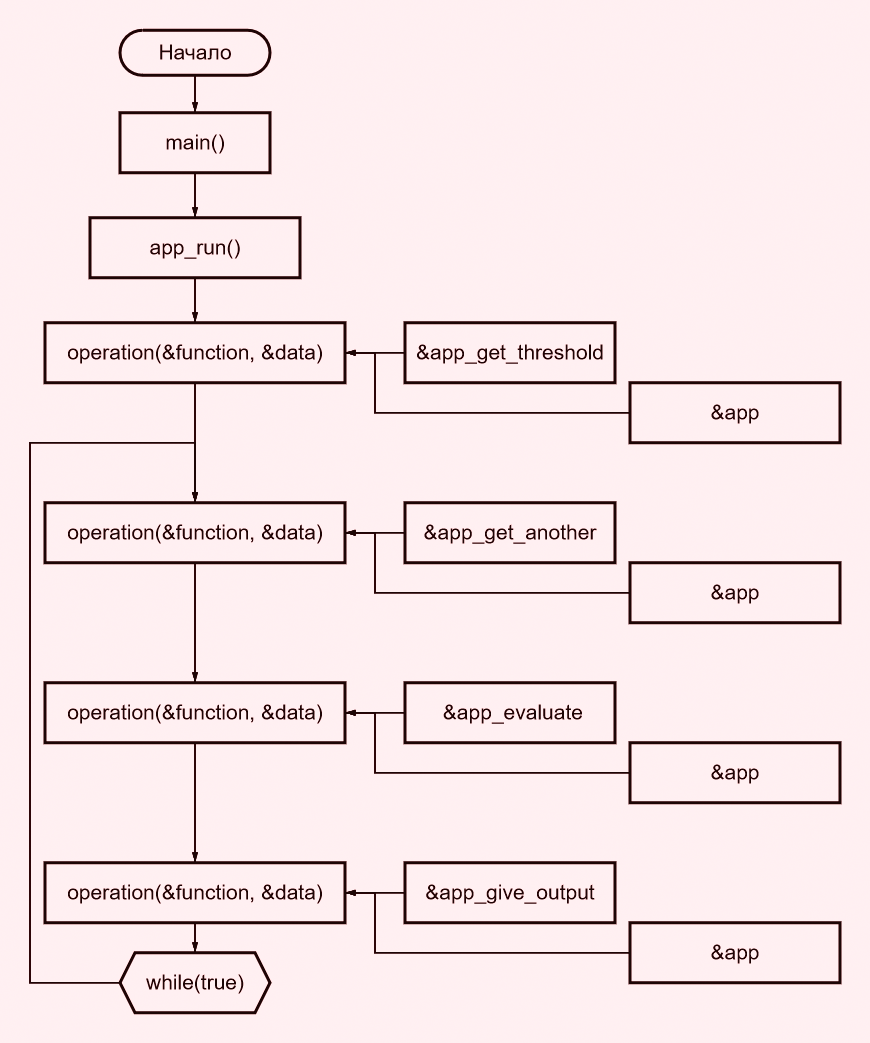 Начало
main()
app_run()
operation(&function, &data)
&app_get_threshold
&app
operation(&function, &data)
&app_get_another
&app
operation(&function, &data)
&app_evaluate
&app
operation(&function, &data)
&app_give_output
&app
while(true)